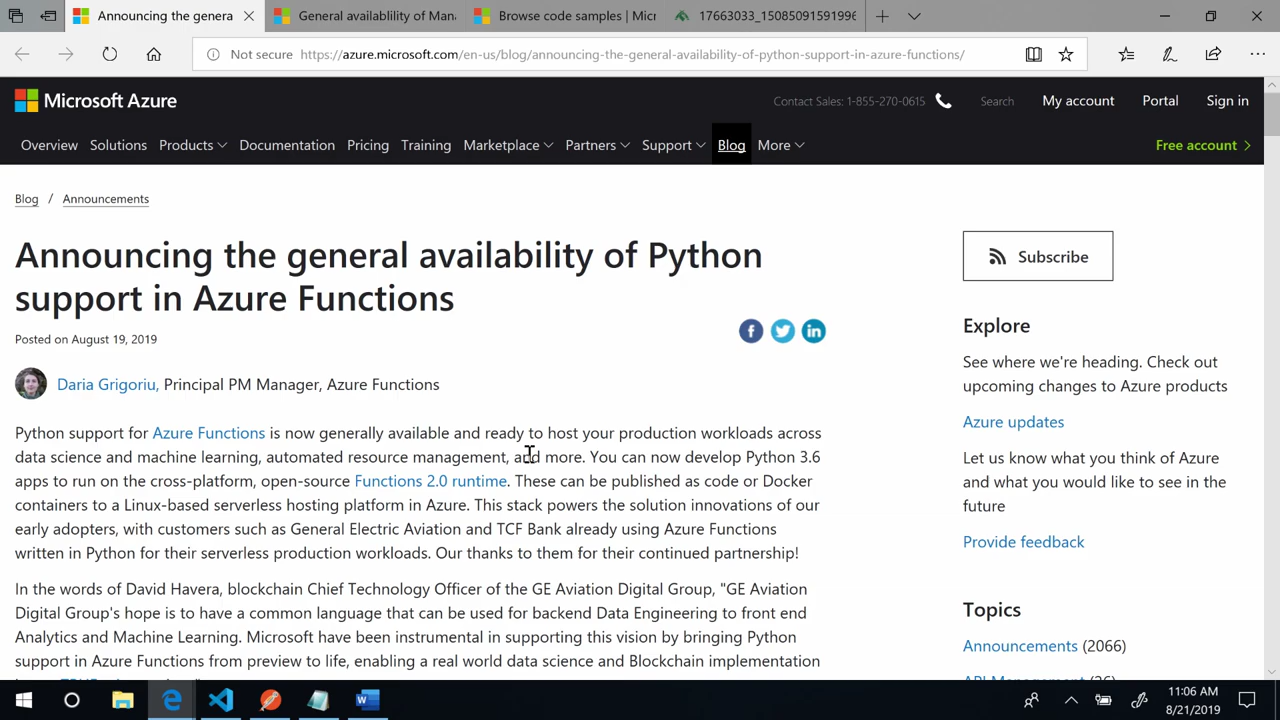 Announcing the genera
General availablility of Man
Browse code samples | Micr
17663033_15085091591996
Not secure
https://azure.microsoft.com/en-us/blog/announcing-the-general-availability-of-python-support-in-azure-functions/
Microsoft Azure
Contact Sales: 1-855-270-0615
Search
My account
Portal
Sign in
Overview
Solutions
Products
Documentation
Pricing
Training
Marketplace
Partners
Support
Blog
More
Free account
Blog / Announcements
Announcing the general availability of Python
support in Azure Functions
Posted on August 19, 2019
Daria Grigoriu, Principal PM Manager, Azure Functions
Python support for Azure Functions is now generally available and ready to host your production workloads across
data science and machine learning, automated resource management, and more. You can now develop Python 3.6
apps to run on the cross-platform, open-source Functions 2.0 runtime. These can be published as code or Docker
containers to a Linux-based serverless hosting platform in Azure. This stack powers the solution innovations of our
early adopters, with customers such as General Electric Aviation and TCF Bank already using Azure Functions
written in Python for their serverless production workloads. Our thanks to them for their continued partnership!
In the words of David Havera, blockchain Chief Technology Officer of the GE Aviation Digital Group, "GE Aviation
Digital Group's hope is to have a common language that can be used for backend Data Engineering to front end
Analytics and Machine Learning. Microsoft have been instrumental in supporting this vision by bringing Python
support in Azure Functions from preview to life, enabling a real world data science and Blockchain implementation
Subscribe
Explore
See where we're heading. Check out
upcoming changes to Azure products
Azure updates
Let us know what you think of Azure
and what you would like to see in the
future
Provide feedback
Topics
Announcements (2066)
API Management (26)
11:06 AM
8/21/2019